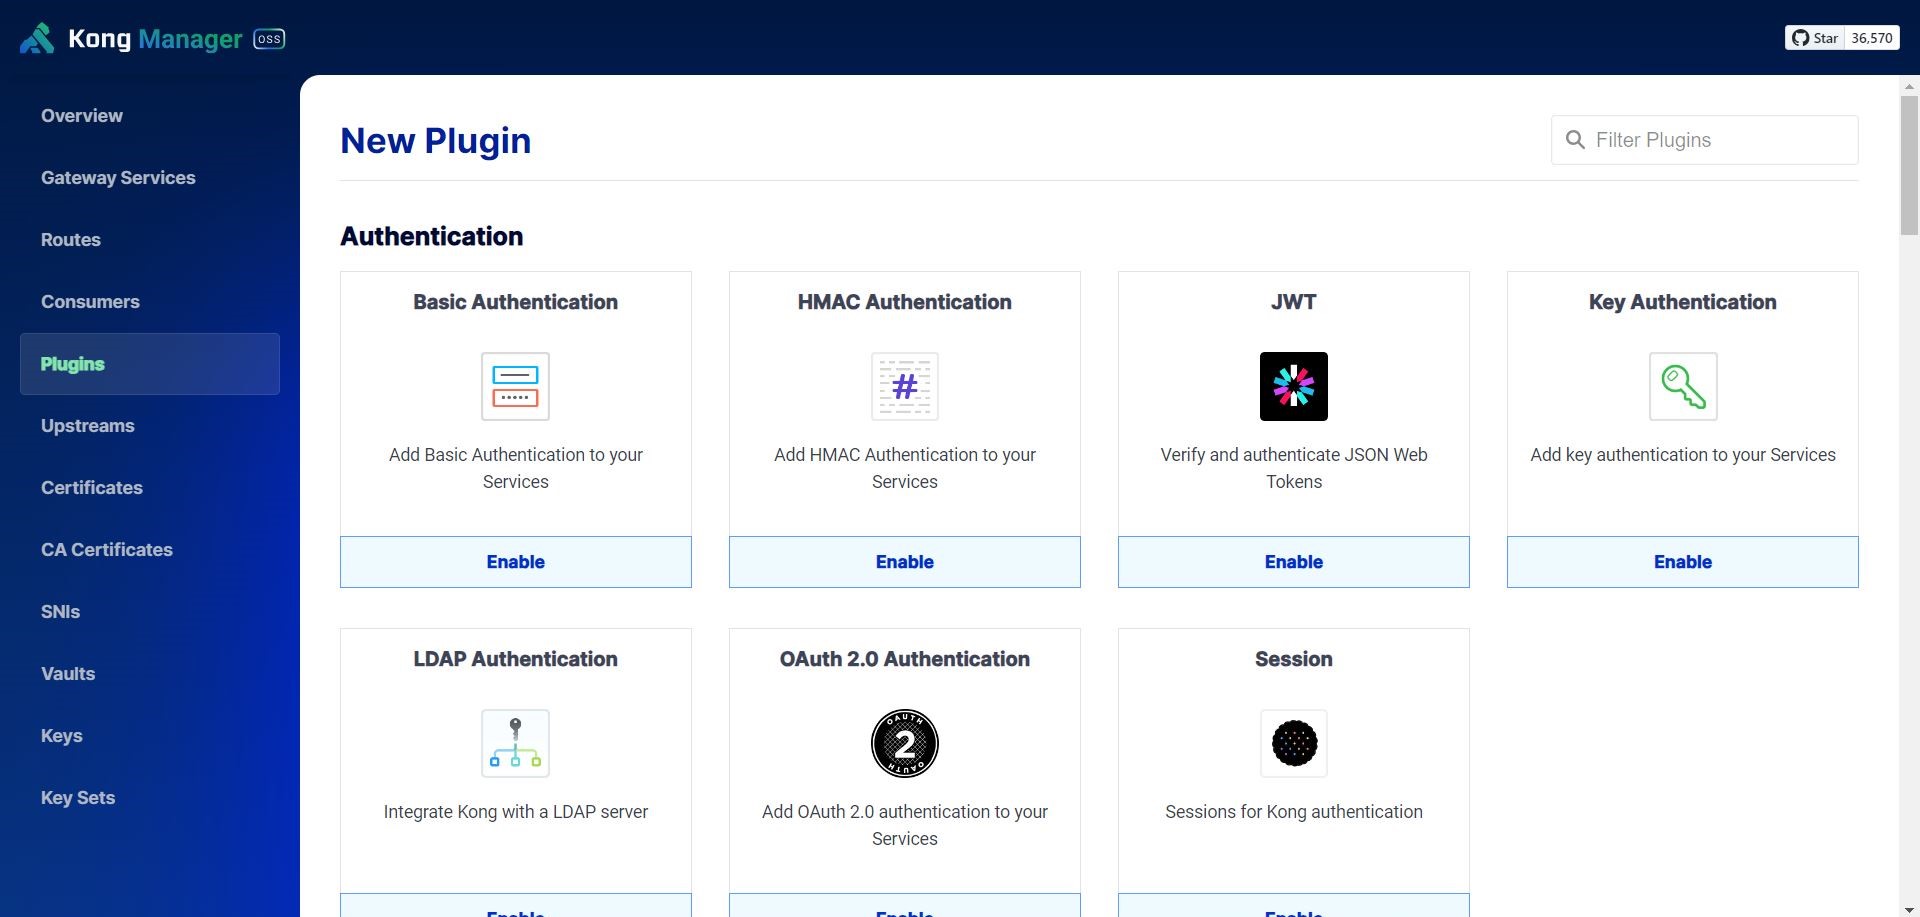 Kong Manager OSS
Star 36,570
Overview
Gateway Services
Routes
Consumers
Plugins
Upstreams
Certificates
CA Certificates
SNIs
Vaults
Keys
Key Sets
New Plugin
Filter Plugins
Authentication
Basic Authentication
Add Basic Authentication to your
Services
Enable
HMAC Authentication
#
Add HMAC Authentication to your
Services
Enable
JWT
Verify and authenticate JSON Web
Tokens
Enable
Key Authentication
Add key authentication to your Services
Enable
LDAP Authentication
Integrate Kong with a LDAP server
Enable
OAuth 2.0 Authentication
OAUTH
2
OAUTH
Add OAuth 2.0 authentication to your
Services
Enable
Session
Sessions for Kong authentication
Enable